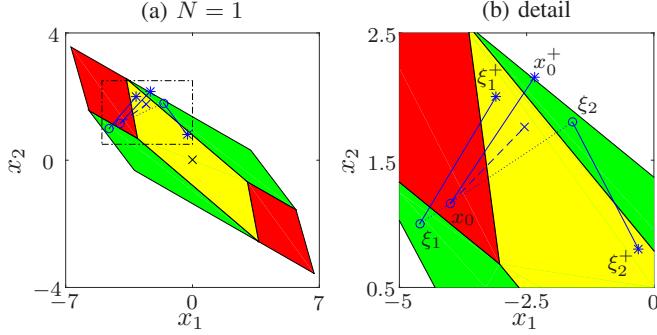 (a) N = 1
4
0
−4
−7
0
7
x₂
x₁
(b) detail
2.5
1.5
0.5
−5
−2.5
0
x₂
x₁
ξ₁⁺
x₀⁺
ξ₂
ξ₁
x₀
ξ₂⁺